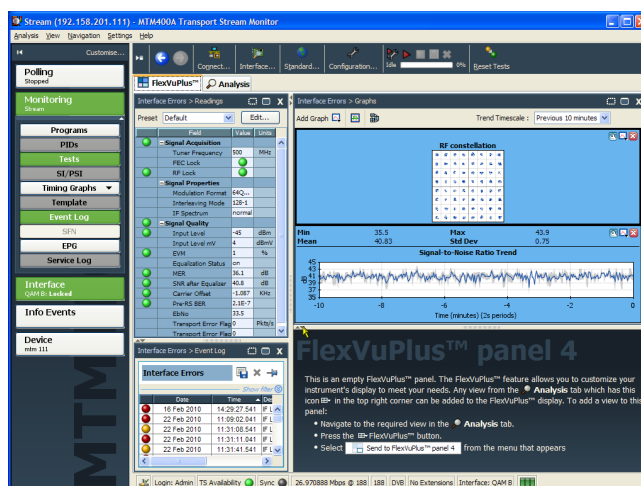 Stream (192.158.201.111) - MTM400A Transport Stream Monitor
Analysis View Navigation Settings Help
Customise...
Connect... Interface... Standard... Configuration... Idle 0% Reset Tests
Polling
Stopped
Monitoring
Stream
Programs
PIDs
Tests
SI/PSI
Timing Graphs
Template
Event Log
SFN
EPG
Service Log
Interface
QAM B: Locked
Info Events
Device
mtm 111
MTM
FlexVuPlus™ Analysis
Interface Errors > Readings
Preset Default Edit...
Field Value Units
Signal Acquisition
Tuner Frequency 500 MHz
FEC Lock
RF Lock
Signal Properties
Modulation Format 64Q...
Interleaving Mode 128-1
IF Spectrum normal
Signal Quality
Input Level -45 dBm
Input Level mV 4 dBmV
EVM 1 %
Equalization Status on
MER 36.1 dB
SNR after Equalizer 40.8 dB
Carrier Offset -1.087 KHz
Pre-RS BER 2.1E-7
EbNo 33.5
Transport Error Flag 0 Pkts/s
Transport Error Flag 0
Interface Errors > Event Log
Interface Errors
Show filter
Date Time Des
16 Feb 2010 14:29:27.541 IF L
22 Feb 2010 11:09:02.041 IF L
22 Feb 2010 11:31:08.541 IF L
22 Feb 2010 11:31:11.041 IF L
22 Feb 2010 11:31:41.541 IF L
Interface Errors > Graphs
Add Graph Trend Timescale : Previous 10 minutes
RF constellation
Min 35.5 Max 43.9
Mean 40.83 Std Dev 0.75
Signal-to-Noise Ratio Trend
dB
45
43
41
39
37
35
-10 -8 -6 -4 -2 0
Time (minutes) (2s periods)
FlexVuPlus™ panel 4
This is an empty FlexVuPlus™ panel. The FlexVuPlus™ feature allows you to customize your
instrument's display to meet your needs. Any view from the Analysis tab which has this
icon in the top right corner can be added to the FlexVuPlus™ display. To add a view to this
panel:
• Navigate to the required view in the Analysis tab.
• Press the FlexVuPlus™ button.
• Select Send to FlexVuPlus™ panel 4 from the menu that appears
Login: Admin TS Availability Sync 26.970888 Mbps @ 188 188 DVB No Extensions Interface: QAM B